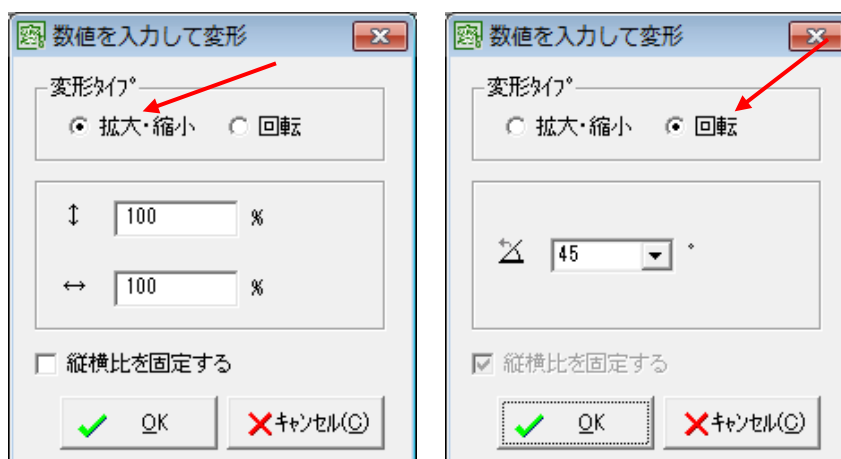 数値を入力して変形
変形ﾀｲﾌﾟ
拡大・縮小 回転
↕ 100 %
↔ 100 %
縦横比を固定する
OK ｷｬﾝｾﾙ(C)
数値を入力して変形
変形ﾀｲﾌﾟ
拡大・縮小 回転
45 °
縦横比を固定する
OK ｷｬﾝｾﾙ(C)